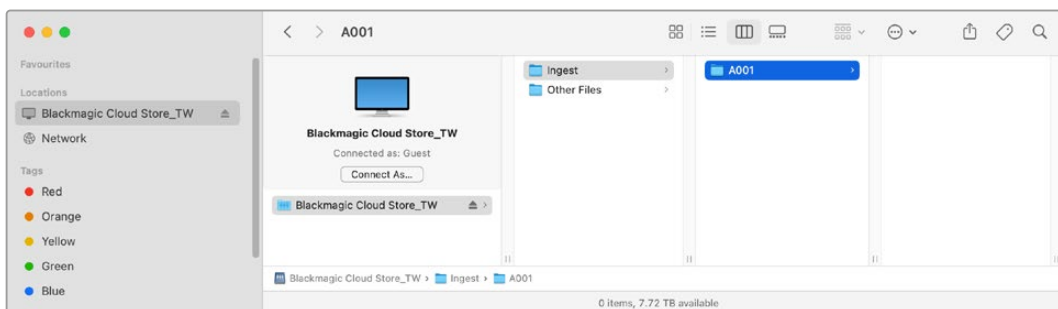 A001
Favourites
Locations
Blackmagic Cloud Store_TW
Network
Tags
Red
Orange
Yellow
Green
Blue
Blackmagic Cloud Store_TW
Connected as: Guest
Connect As...
Blackmagic Cloud Store_TW
Ingest
Other Files
A001
Blackmagic Cloud Store_TW › Ingest › A001
0 items, 7.72 TB available